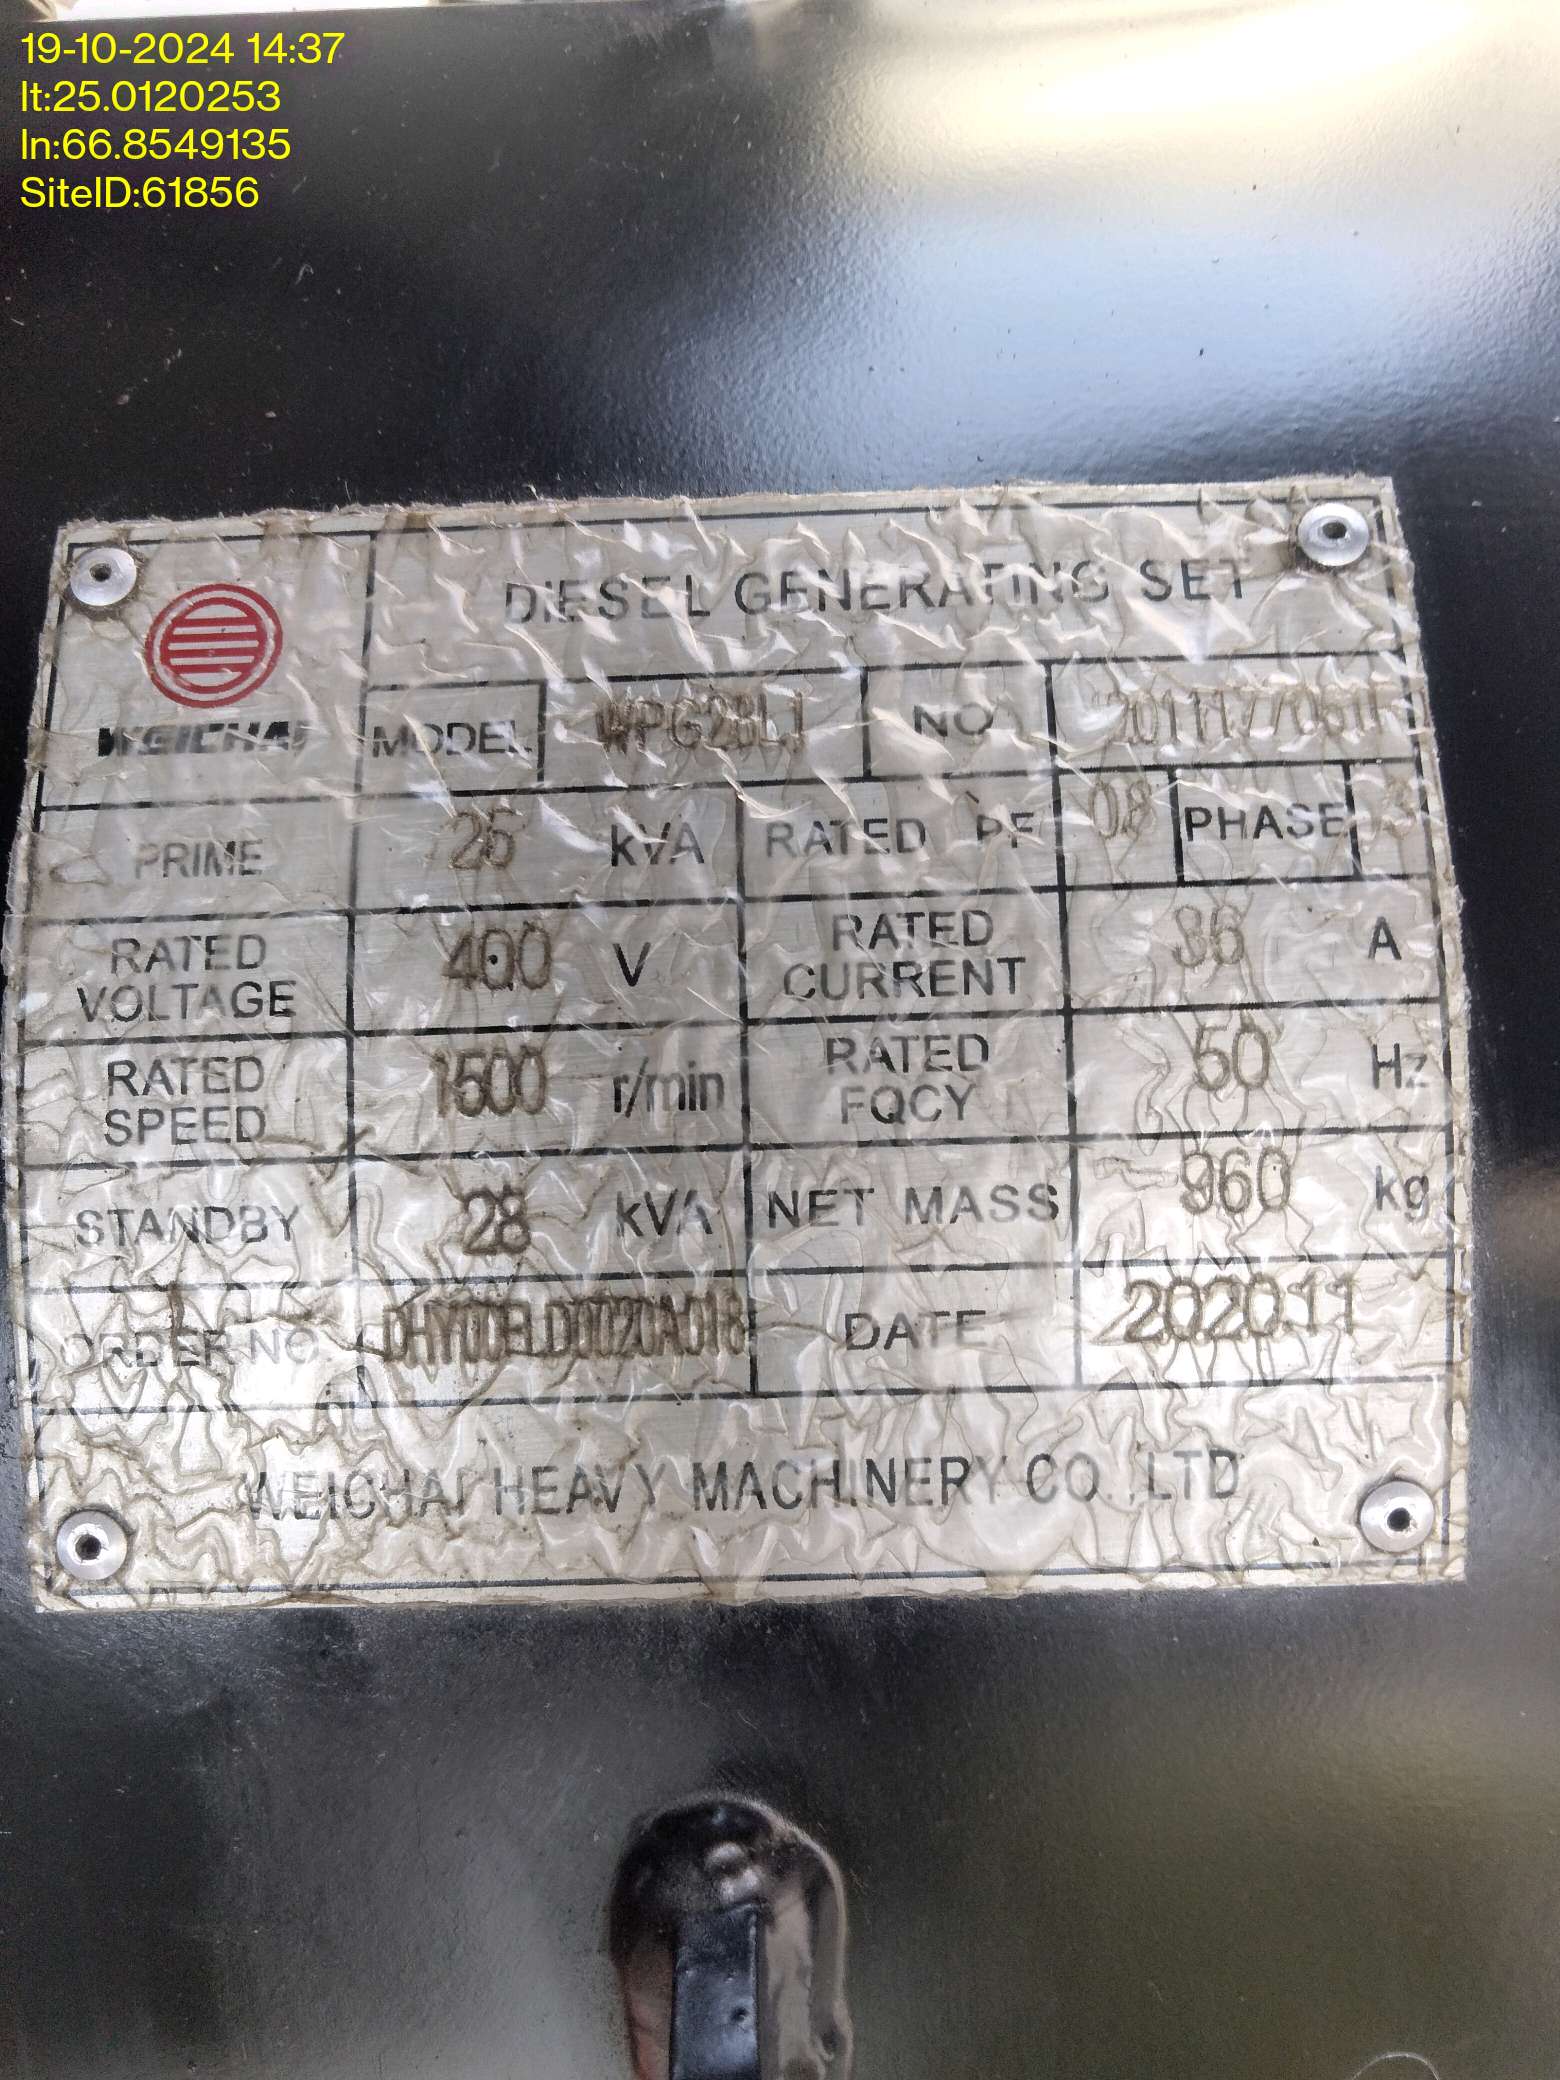 19-10-2024 14:37
lt:25.0120253
ln:66.8549135
SiteID:61856
DIESEL GENERATING SET
WEICHAI
MODEL WPG28LJ NO
PRIME 25 kVA RATED PF 0.8 PHASE 3
RATED VOLTAGE 400 V RATED CURRENT 36 A
RATED SPEED 1500 r/min RATED FQCY 50 Hz
STANDBY 28 kVA NET MASS 960 kg
ORDER NO DATE 2020.11
WEICHAI HEAVY MACHINERY CO.,LTD